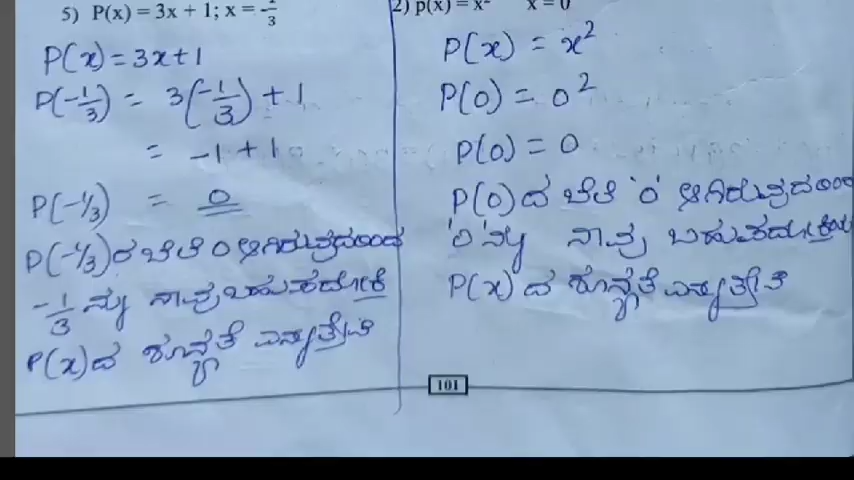 5) P(x) = 3x + 1; x = -1/3
P(x) = 3x+1
P(-1/3) = 3(-1/3) + 1
= -1 + 1
P(-1/3) = 0
P(-1/3)ರ ಬೆಲೆ 0 ಆಗಿರುವುದರಿಂದ
-1/3 ನ್ನು ನಾವು ಬಹುಪದೋಕ್ತಿ
P(x)ದ ಶೂನ್ಯತೆ ಎನ್ನುತ್ತೇವೆ
2) p(x) = x² x = 0
P(x) = x²
P(0) = 0²
P(0) = 0
P(0) ದ ಬೆಲೆ '0' ಆಗಿರುವುದರಿಂದ
'0' ನ್ನು ನಾವು ಬಹುಪದೋಕ್ತಿಯ
P(x) ದ ಶೂನ್ಯತೆ ಎನ್ನುತ್ತೇವೆ
101